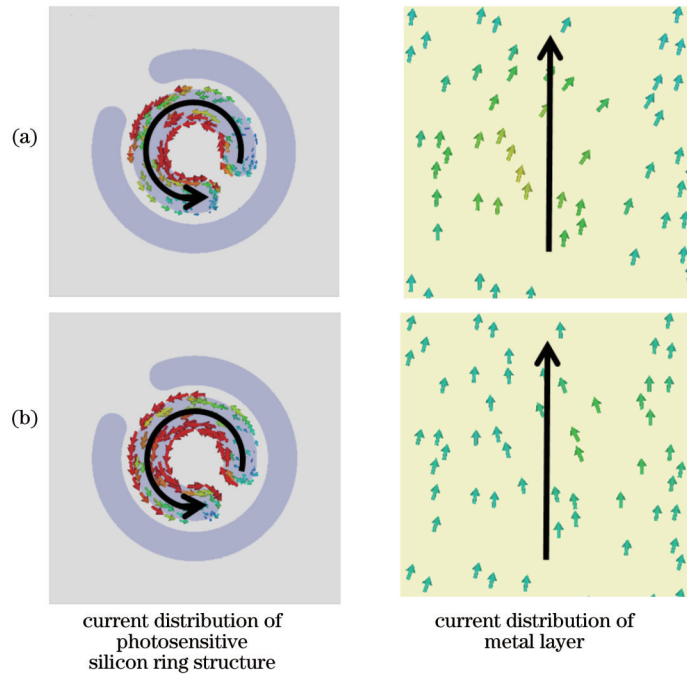 (a)
(b)
current distribution of
photosensitive
silicon ring structure
current distribution of
metal layer